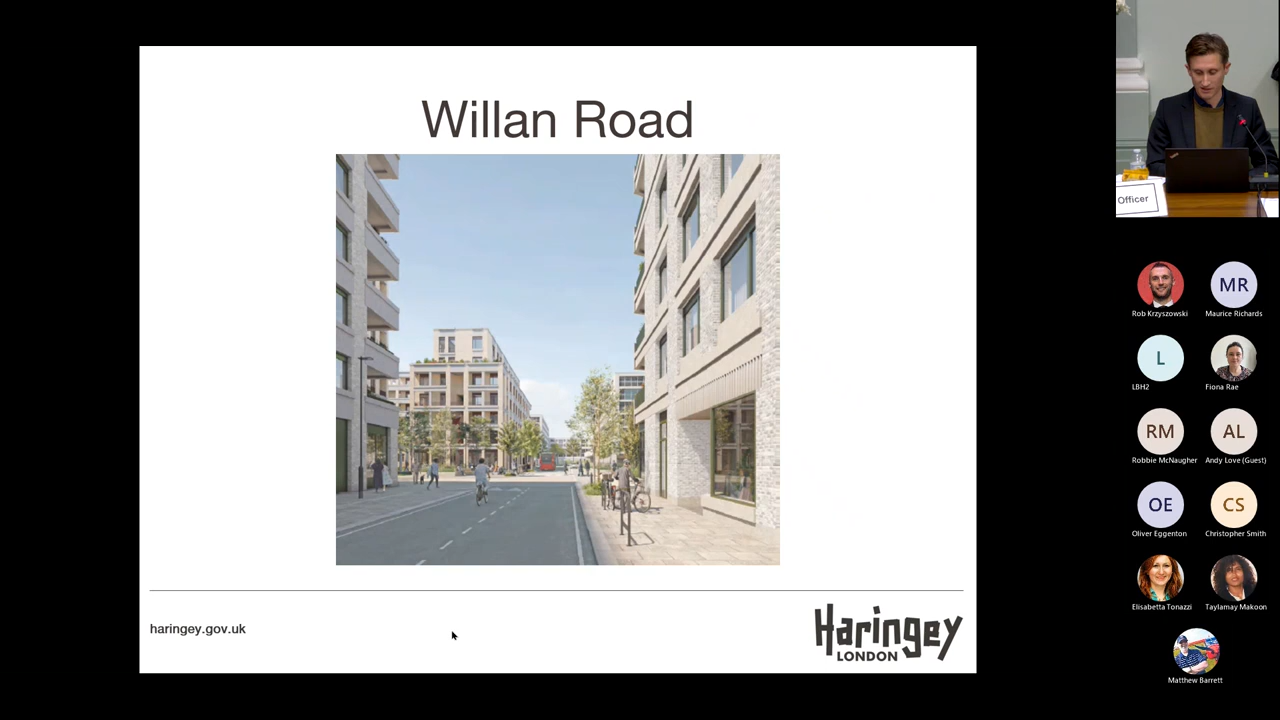 Willan Road
haringey.gov.uk
Haringey
LONDON
Officer
Rob Krzyszowski
MR
Maurice Richards
L
LBH2
Fiona Rae
RM
Robbie McNaugher
AL
Andy Love (Guest)
OE
Oliver Eggenton
CS
Christopher Smith
Elisabetta Tonazzi
Taylamay Makoon
Matthew Barrett